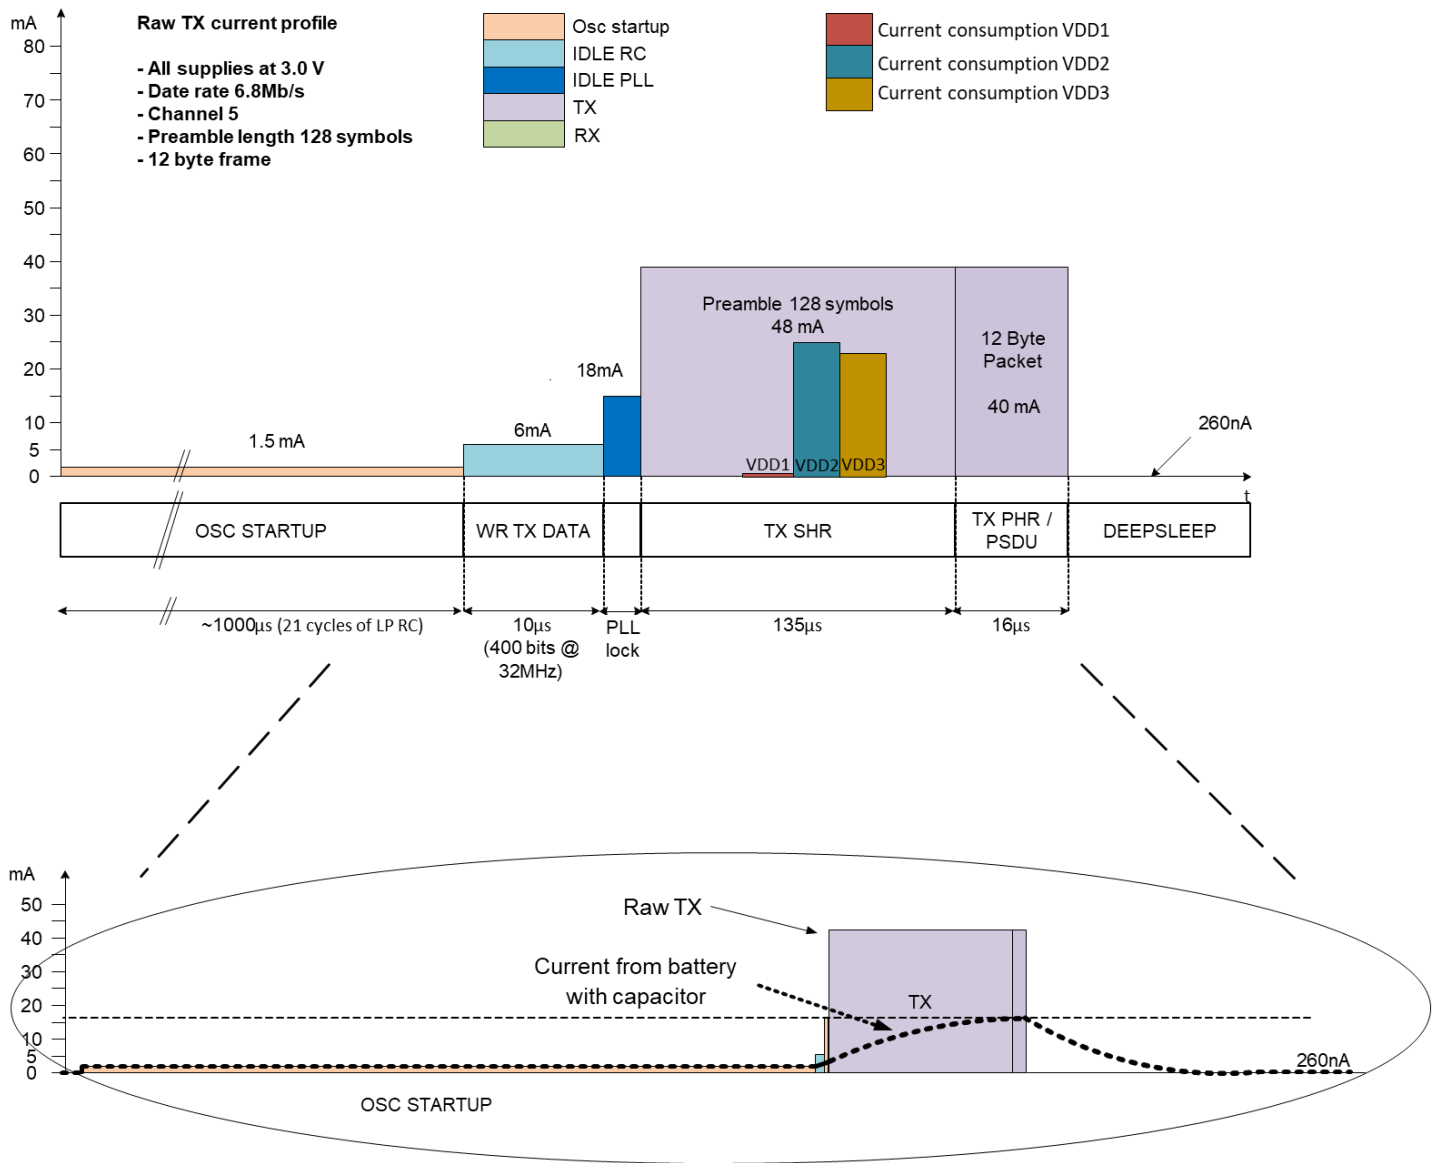 mA
Raw TX current profile
- All supplies at 3.0 V
- Date rate 6.8Mb/s
- Channel 5
- Preamble length 128 symbols
- 12 byte frame
Osc startup
IDLE RC
IDLE PLL
TX
RX
Current consumption VDD1
Current consumption VDD2
Current consumption VDD3
80
70
60
50
40
30
20
10
5
0
1.5 mA
6mA
18mA
Preamble 128 symbols
48 mA
VDD1
VDD2
VDD3
12 Byte
Packet
40 mA
260nA
t
OSC STARTUP
WR TX DATA
TX SHR
TX PHR /
PSDU
DEEPSLEEP
~1000µs (21 cycles of LP RC)
10µs
(400 bits @
32MHz)
PLL
lock
135µs
16µs
mA
50
40
30
20
10
5
0
Raw TX
Current from battery
with capacitor
TX
260nA
OSC STARTUP